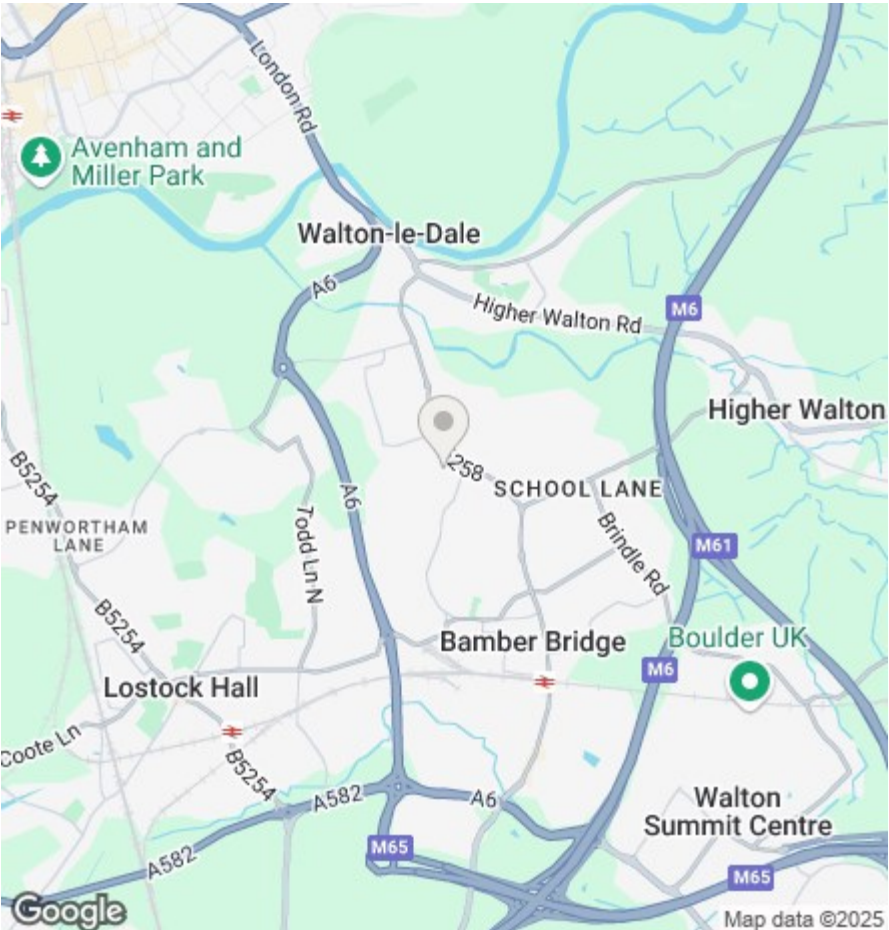 London Rd
Avenham and
Miller Park
Walton-le-Dale
A6
Higher Walton Rd
M6
Higher Walton
258
SCHOOL LANE
B5254
A6
PENWORTHAM
LANE
Todd Ln N
Brindle Rd
M61
B5254
Bamber Bridge
Boulder UK
M6
Lostock Hall
Coote Ln
B5254
A582
A6
Walton
Summit Centre
M65
A582
M65
Google
Map data ©2025